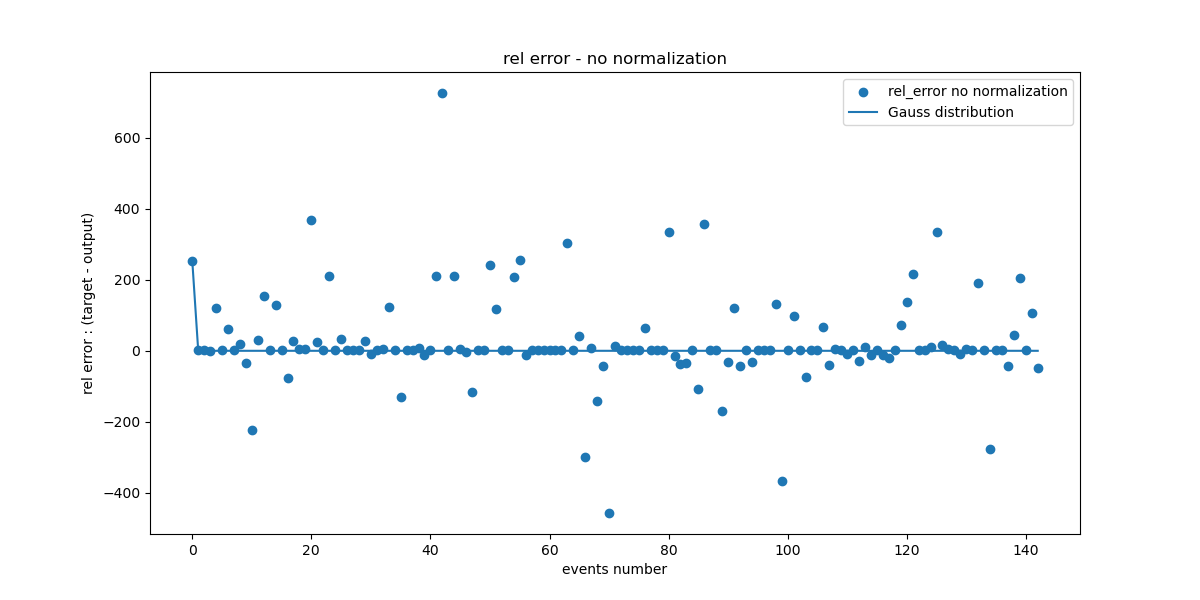 rel error - no normalization
rel_error no normalization
Gauss distribution
rel error : (target - output)
600
400
200
0
−200
−400
0
20
40
60
80
100
120
140
events number